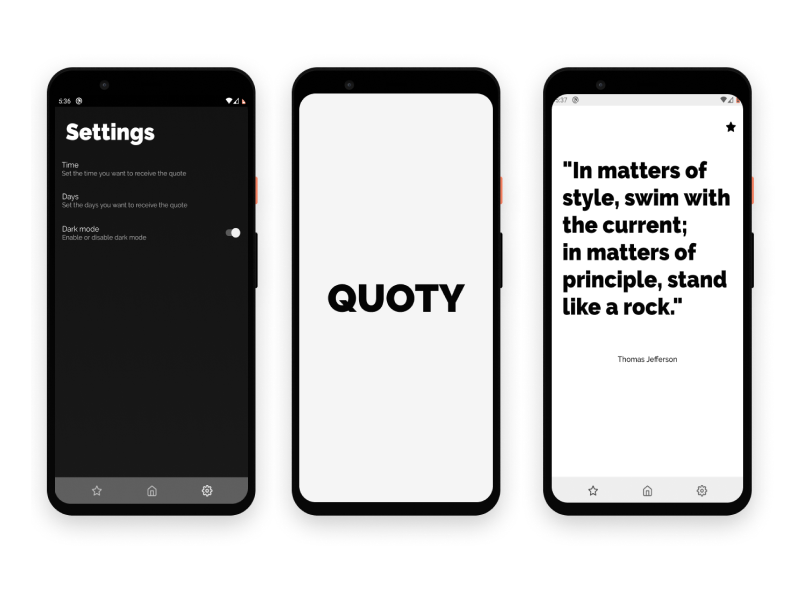 5:36
Settings
Time
Set the time you want to receive the quote
Days
Set the days you want to receive the quote
Dark mode
Enable or disable dark mode
QUOTY
5:37
"In matters of
style, swim with
the current;
in matters of
principle, stand
like a rock."
Thomas Jefferson